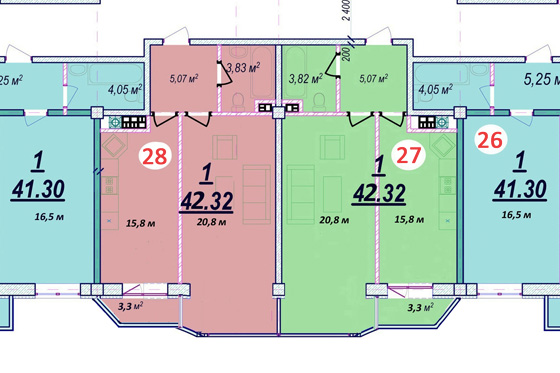 2 400
200
25 м²
4,05 м²
5,07 м²
3,83 м²
3,82 м²
5,07 м²
4,05 м²
5,25 м²
28
27
26
1
41.30
16,5 м
15,8 м
1
42.32
20,8 м
20,8 м
1
42.32
15,8 м
1
41.30
16,5 м
3,3 м²
3,3 м²